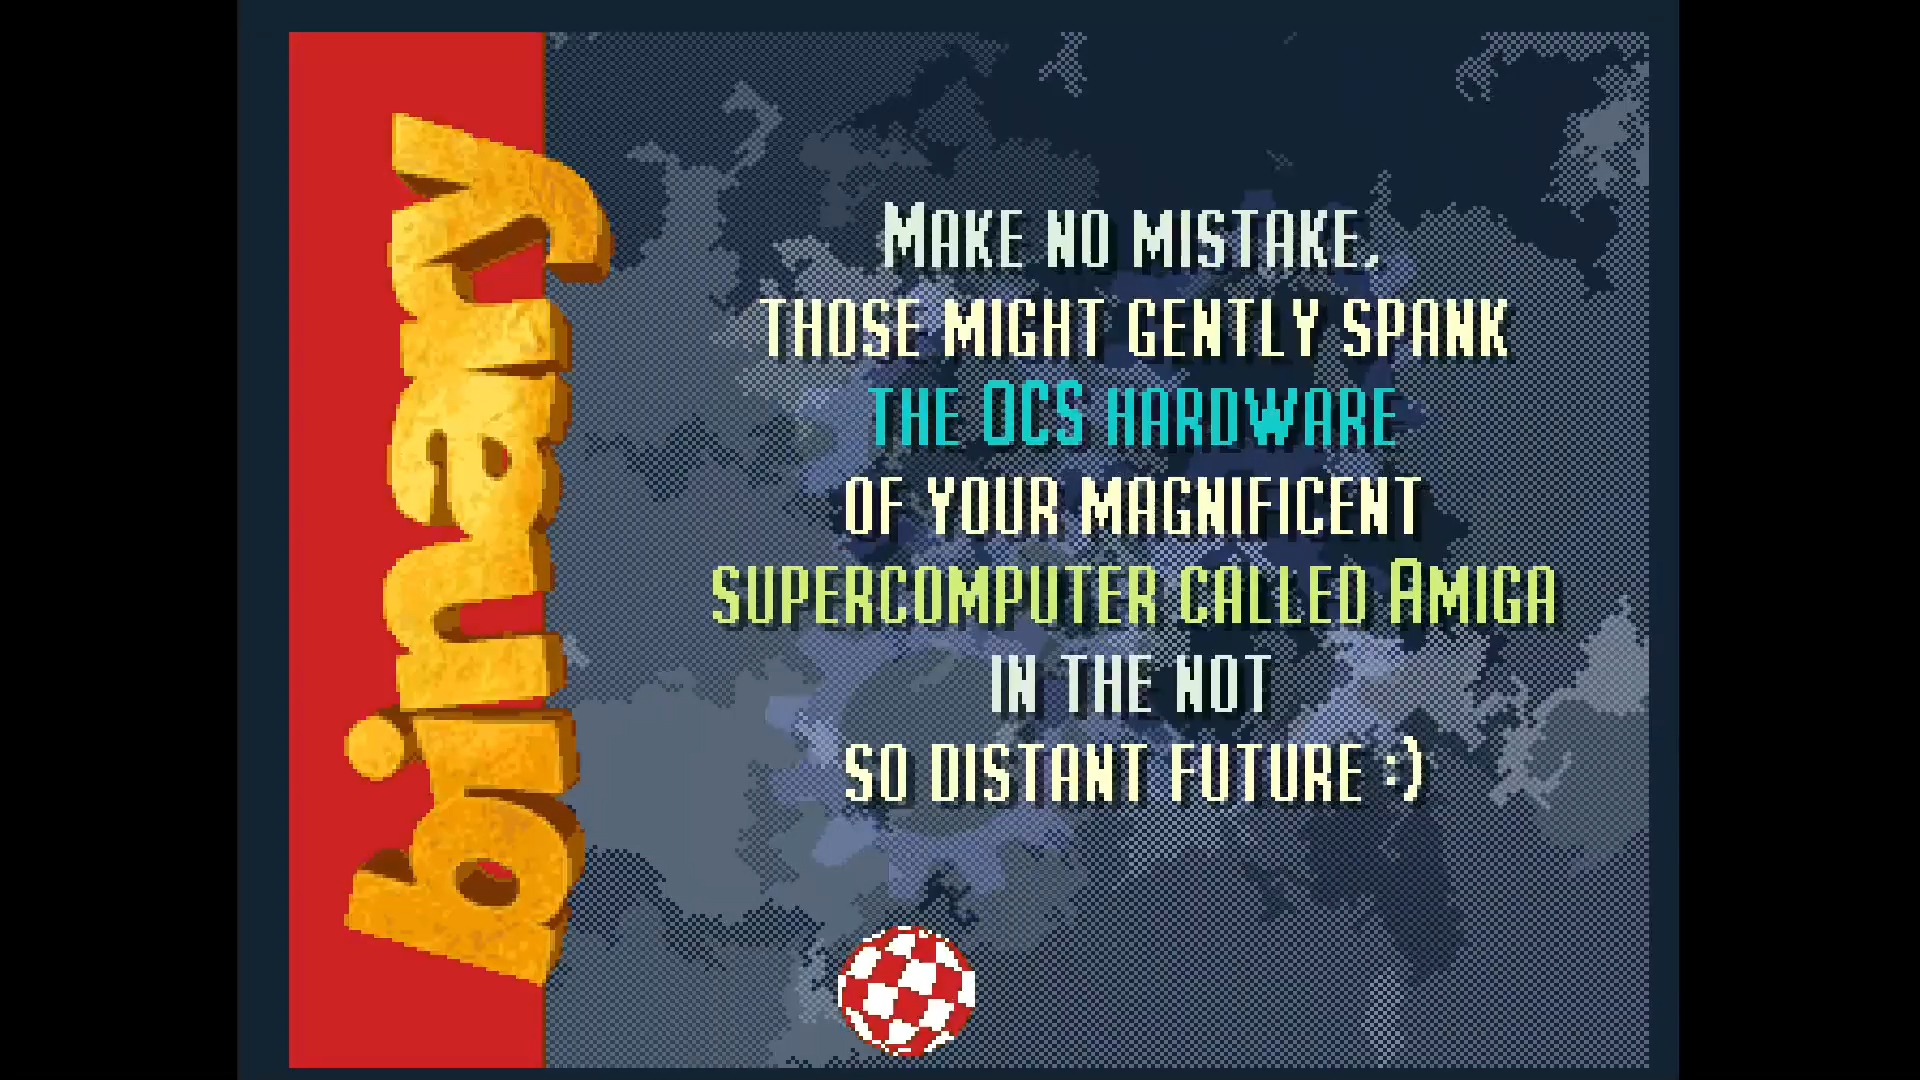 binary
Make no mistake,
those might gently spank
the OCS hardware
of your magnificent
supercomputer called Amiga
in the not
so distant future :)